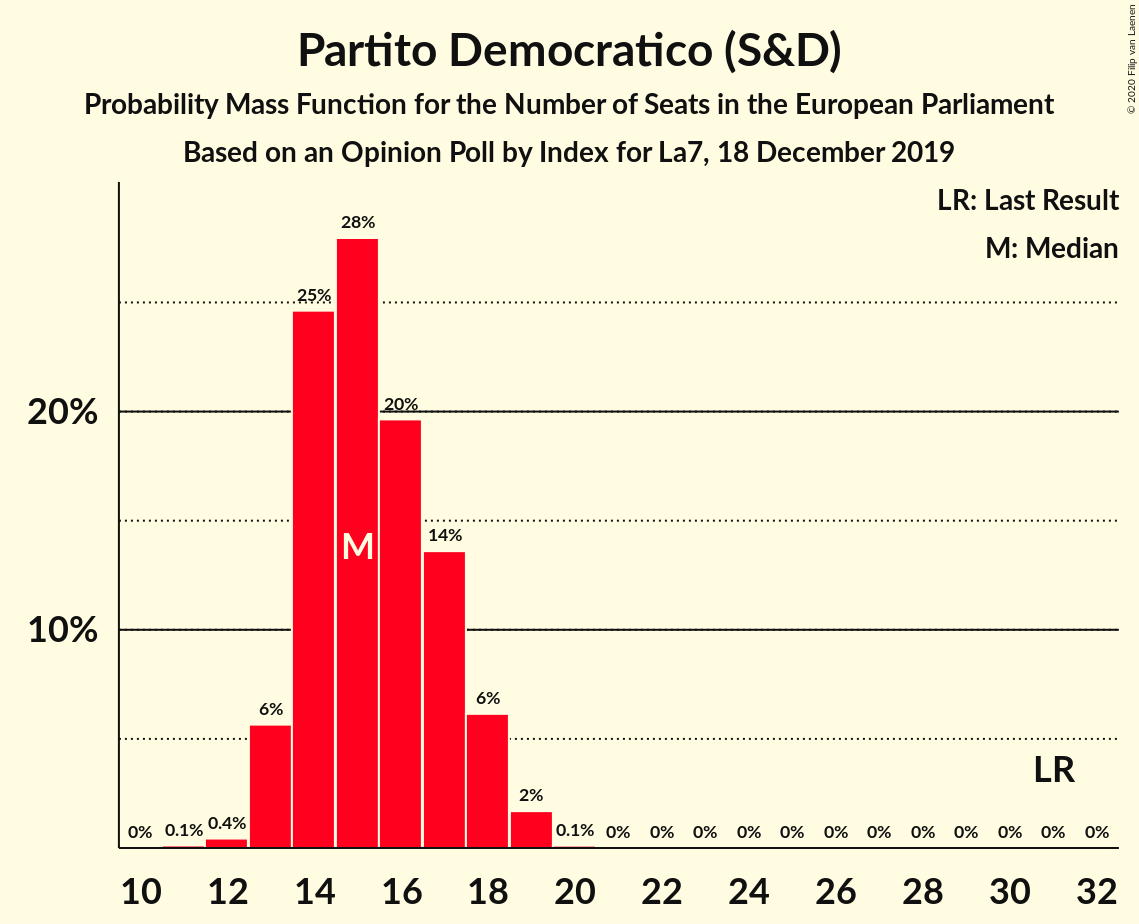 Partito Democratico (S&D)
Probability Mass Function for the Number of Seats in the European Parliament
Based on an Opinion Poll by Index for La7, 18 December 2019
© 2020 Filip van Laenen
LR: Last Result
M: Median
20%
10%
0% 0.1% 0.4% 6% 25% 28% 20% 14% 6% 2% 0.1% 0% 0% 0% 0% 0% 0% 0% 0% 0% 0% 0% 0%
M
LR
10 12 14 16 18 20 22 24 26 28 30 32